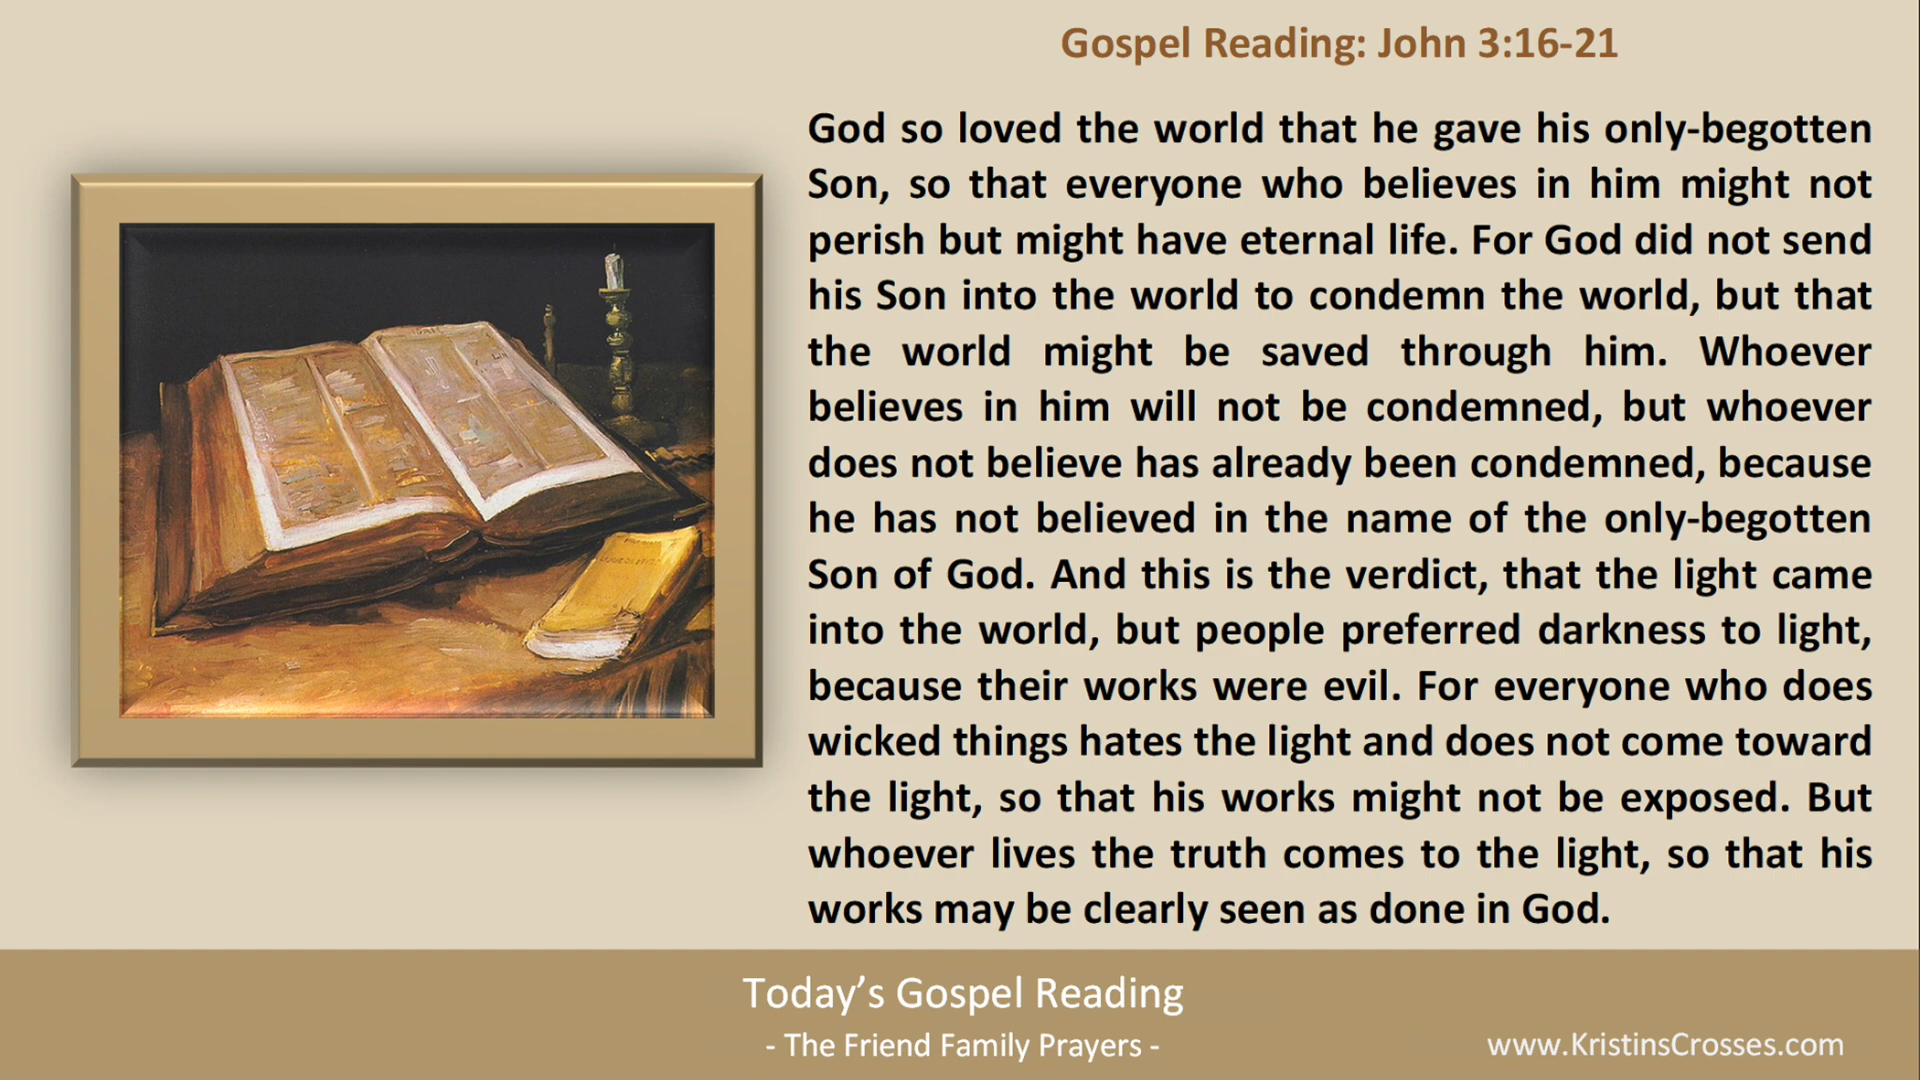 Gospel Reading: John 3:16-21
God so loved the world that he gave his only-begotten
Son, so that everyone who believes in him might not
perish but might have eternal life. For God did not send
his Son into the world to condemn the world, but that
the world might be saved through him. Whoever
believes in him will not be condemned, but whoever
does not believe has already been condemned, because
he has not believed in the name of the only-begotten
Son of God. And this is the verdict, that the light came
into the world, but people preferred darkness to light,
because their works were evil. For everyone who does
wicked things hates the light and does not come toward
the light, so that his works might not be exposed. But
whoever lives the truth comes to the light, so that his
works may be clearly seen as done in God.
Today’s Gospel Reading
- The Friend Family Prayers -
www.KristinsCrosses.com